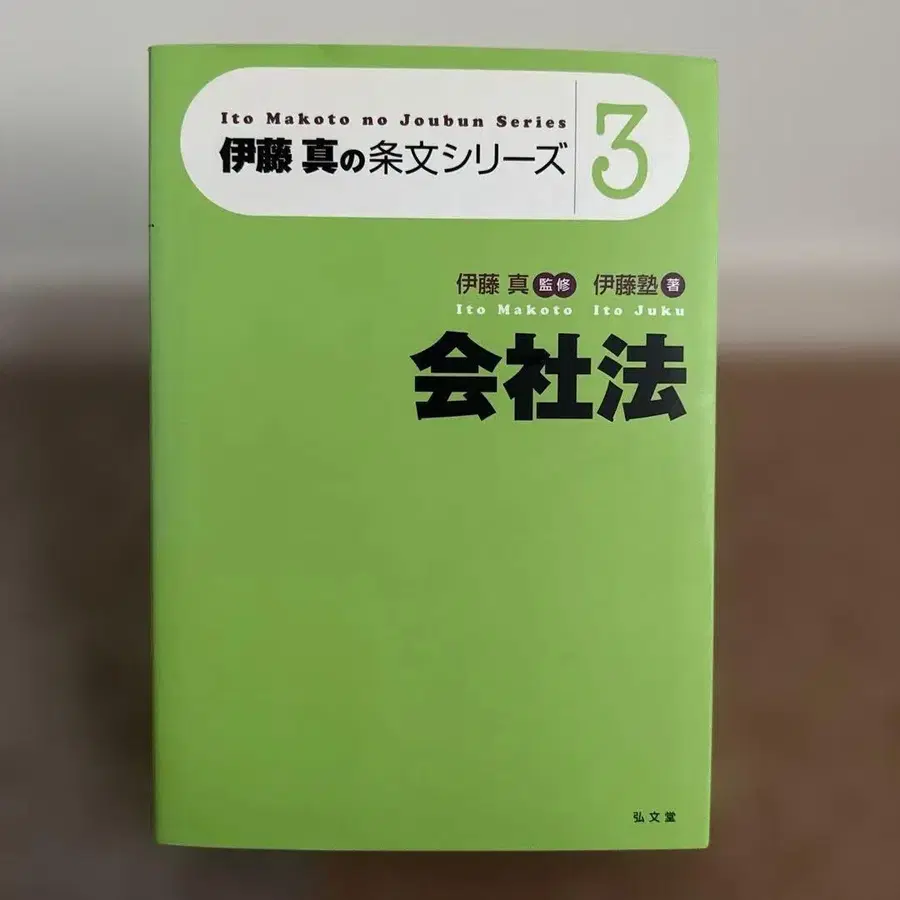 Ito Makoto no Joubun Series
伊藤 真の条文シリーズ 3
伊藤 真 監修 伊藤塾 著
Ito Makoto Ito Juku
会社法
弘文堂